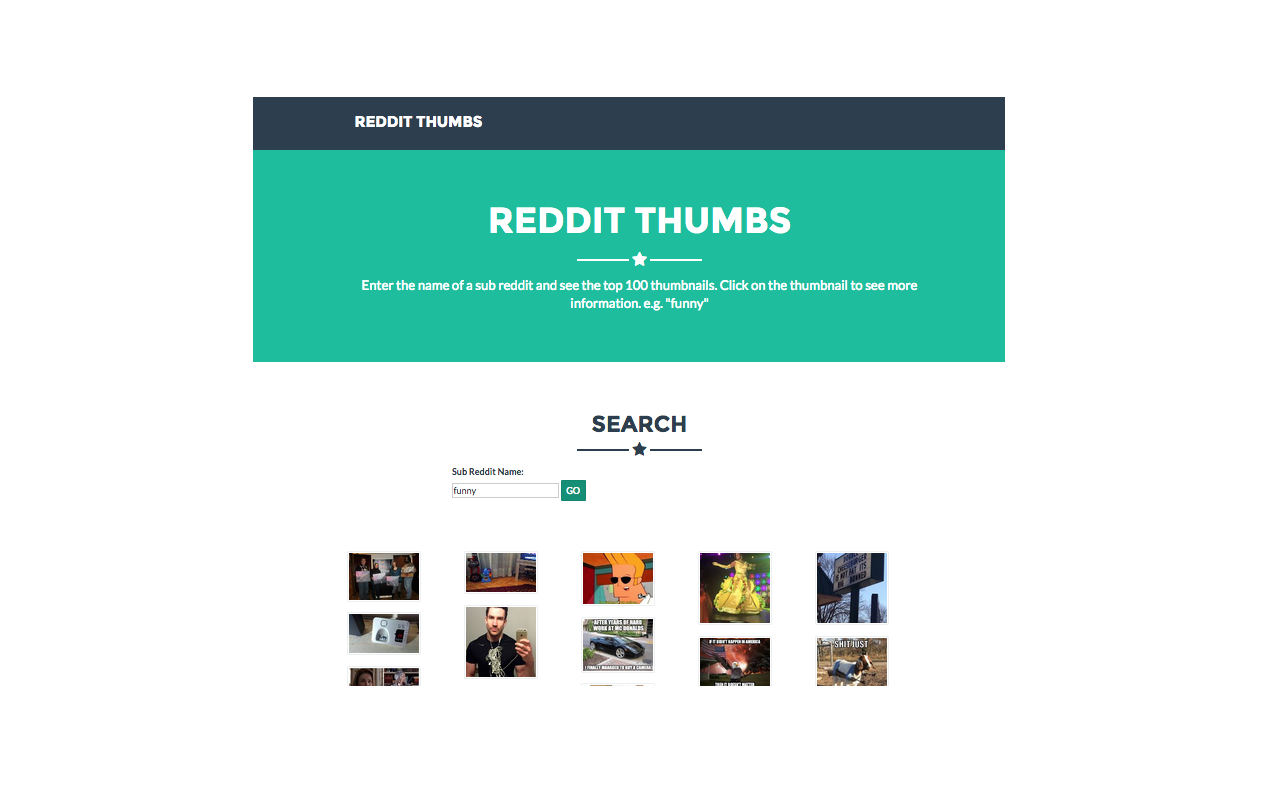 REDDIT THUMBS
REDDIT THUMBS
Enter the name of a sub reddit and see the top 100 thumbnails. Click on the thumbnail to see more
information. e.g. "funny"
SEARCH
Sub Reddit Name:
funny GO
AFTER YEARS OF HARD
WORK AT MC DONALDS
I FINALLY MANAGED TO BUY A CAMERA!
IF IT DIDN'T HAPPEN IN AMERICA
SHIT JUST